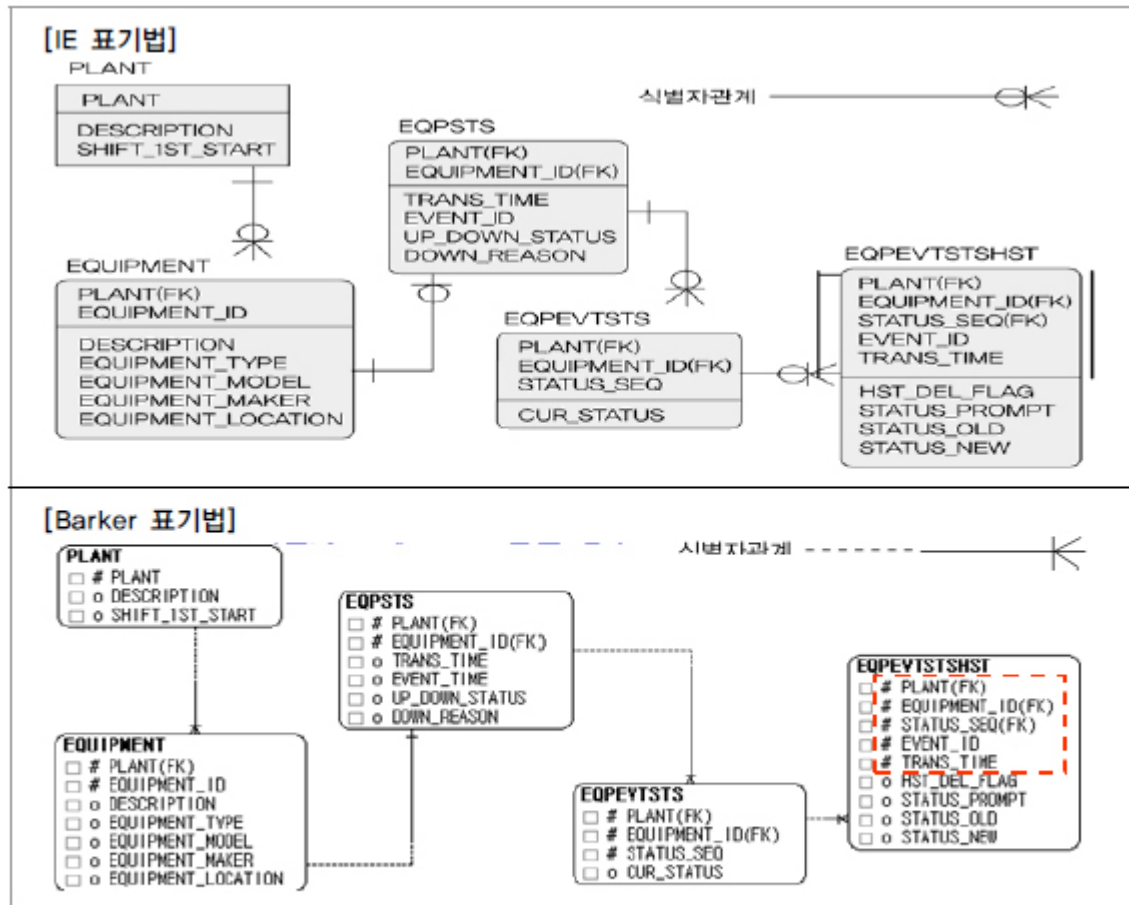 [IE 표기법]
PLANT
PLANT
DESCRIPTION
SHIFT_1ST_START
식별자관계
EQPSTS
PLANT(FK)
EQUIPMENT_ID(FK)
TRANS_TIME
EVENT_ID
UP_DOWN_STATUS
DOWN_REASON
EQUIPMENT
PLANT(FK)
EQUIPMENT_ID
DESCRIPTION
EQUIPMENT_TYPE
EQUIPMENT_MODEL
EQUIPMENT_MAKER
EQUIPMENT_LOCATION
EQPEVTSTS
PLANT(FK)
EQUIPMENT_ID(FK)
STATUS_SEQ
CUR_STATUS
EQPEVTSTSHST
PLANT(FK)
EQUIPMENT_ID(FK)
STATUS_SEQ(FK)
EVENT_ID
TRANS_TIME
HST_DEL_FLAG
STATUS_PROMPT
STATUS_OLD
STATUS_NEW
[Barker 표기법]
식별자관계
PLANT
# PLANT
o DESCRIPTION
o SHIFT_1ST_START
EQPSTS
# PLANT(FK)
# EQUIPMENT_ID(FK)
o TRANS_TIME
o EVENT_TIME
o UP_DOWN_STATUS
o DOWN_REASON
EQUIPMENT
# PLANT(FK)
# EQUIPMENT_ID
o DESCRIPTION
o EQUIPMENT_TYPE
o EQUIPMENT_MODEL
o EQUIPMENT_MAKER
o EQUIPMENT_LOCATION
EQPEVTSTS
# PLANT(FK)
# EQUIPMENT_ID(FK)
# STATUS_SEQ
o CUR_STATUS
EQPEVTSTSHST
# PLANT(FK)
# EQUIPMENT_ID(FK)
# STATUS_SEQ(FK)
# EVENT_ID
# TRANS_TIME
o HST_DEL_FLAG
o STATUS_PROMPT
o STATUS_OLD
o STATUS_NEW